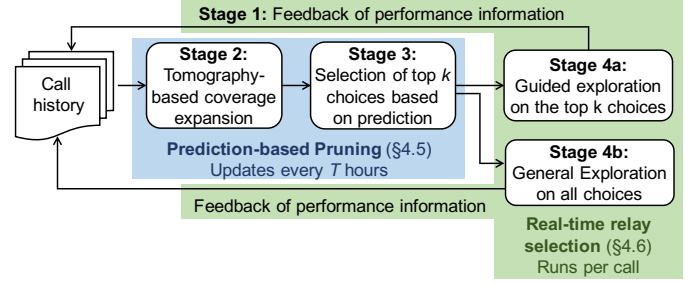 Stage 1: Feedback of performance information
Call
history
Stage 2:
Tomography-
based coverage
expansion
Stage 3:
Selection of top k
choices based
on prediction
Stage 4a:
Guided exploration
on the top k choices
Prediction-based Pruning (§4.5)
Updates every T hours
Stage 4b:
General Exploration
on all choices
Feedback of performance information
Real-time relay
selection (§4.6)
Runs per call